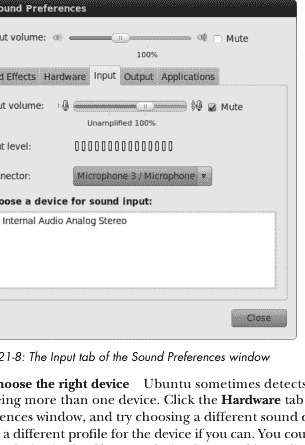 ound Preferences
ut volume:
Mute
100%
d Effects Hardware Input Output Applications
ut volume:
Mute
Unamplified 100%
t level:
nector: Microphone 3 / Microphone
oose a device for sound input:
Internal Audio Analog Stereo
Close
21-8: The Input tab of the Sound Preferences window
hoose the right device Ubuntu sometimes detects
eing more than one device. Click the Hardware tab
rences window, and try choosing a different sound
a different profile for the device if you can. You con